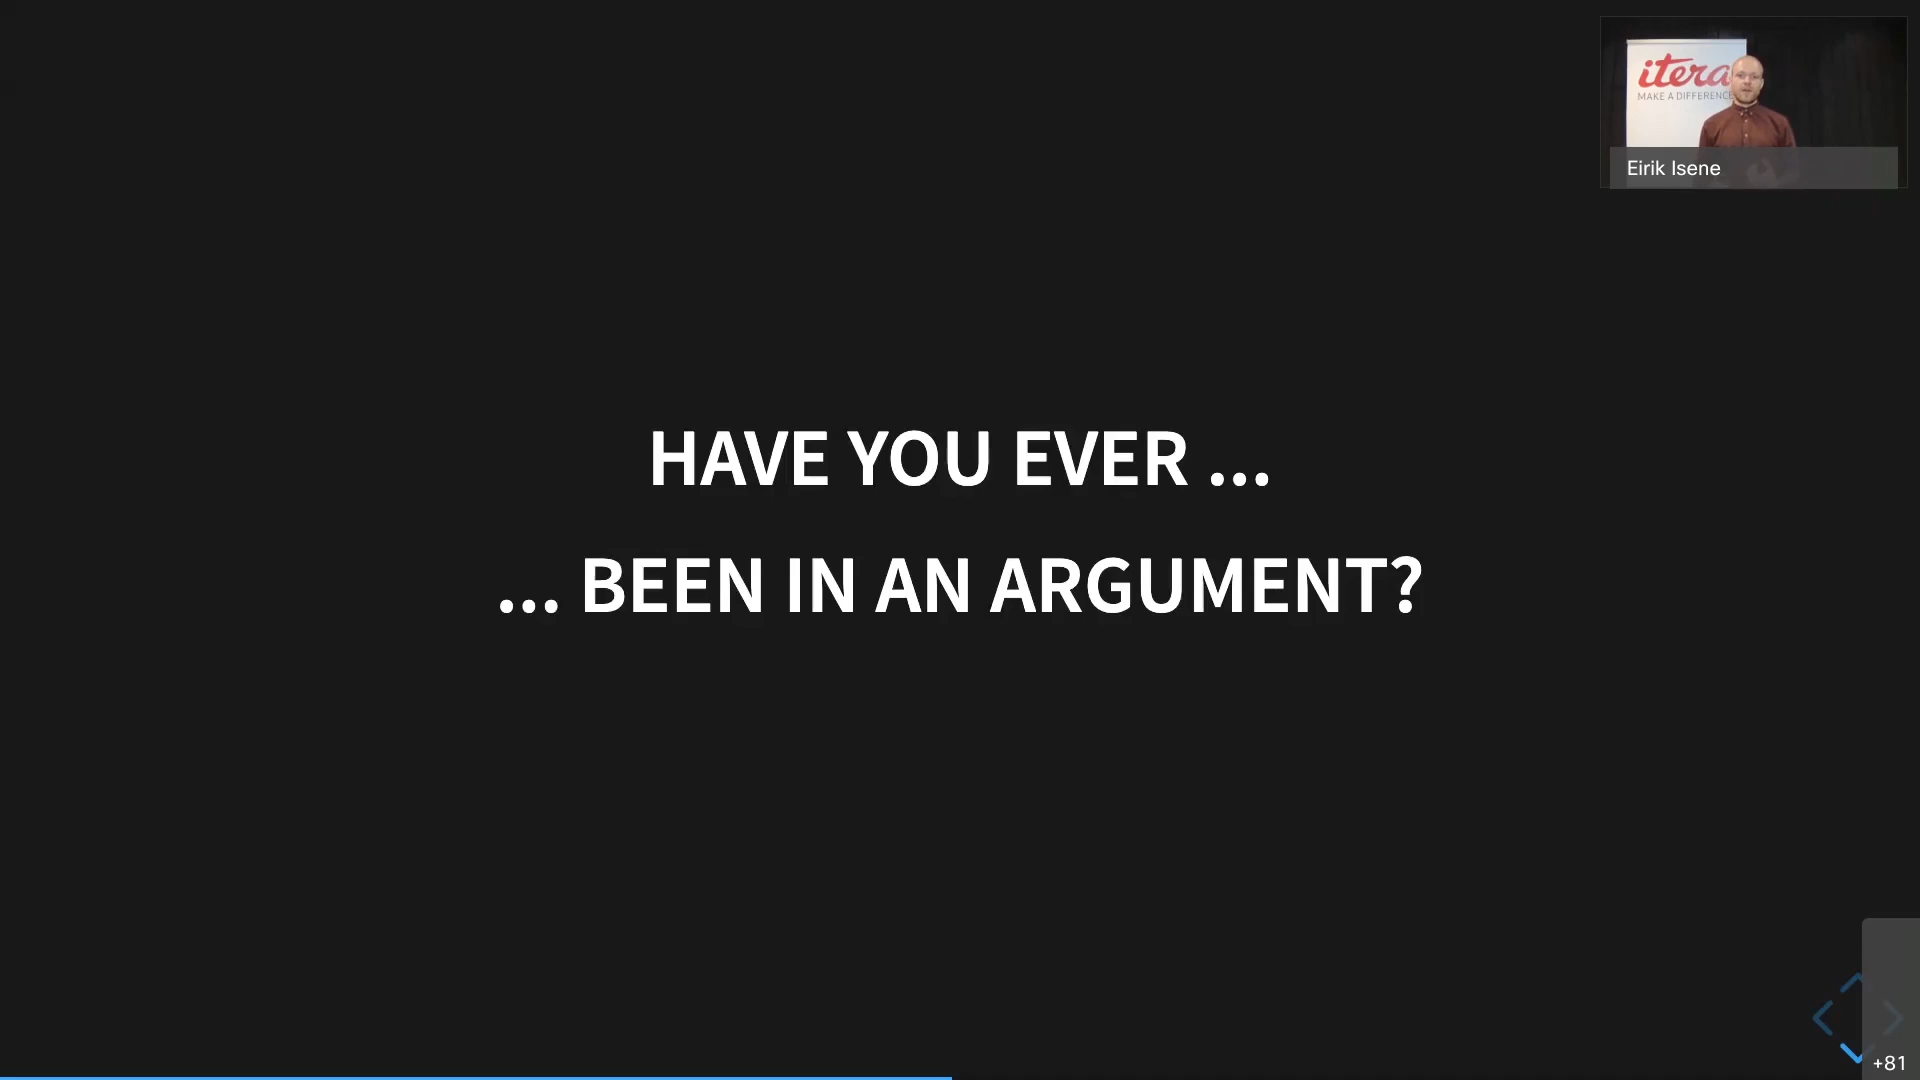 itera
MAKE A DIFFERENCE
Eirik Isene
HAVE YOU EVER ...
... BEEN IN AN ARGUMENT?
+81